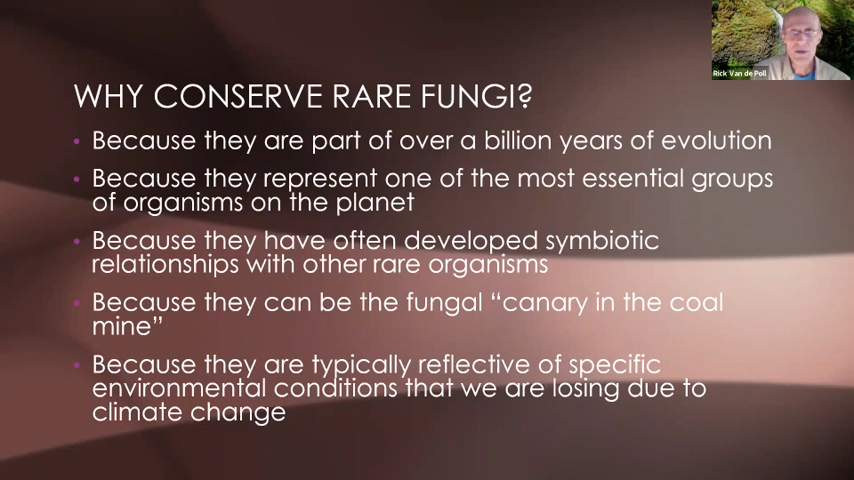 Rick Van de Poll
WHY CONSERVE RARE FUNGI?
• Because they are part of over a billion years of evolution
• Because they represent one of the most essential groups
of organisms on the planet
• Because they have often developed symbiotic
relationships with other rare organisms
• Because they can be the fungal “canary in the coal
mine”
• Because they are typically reflective of specific
environmental conditions that we are losing due to
climate change